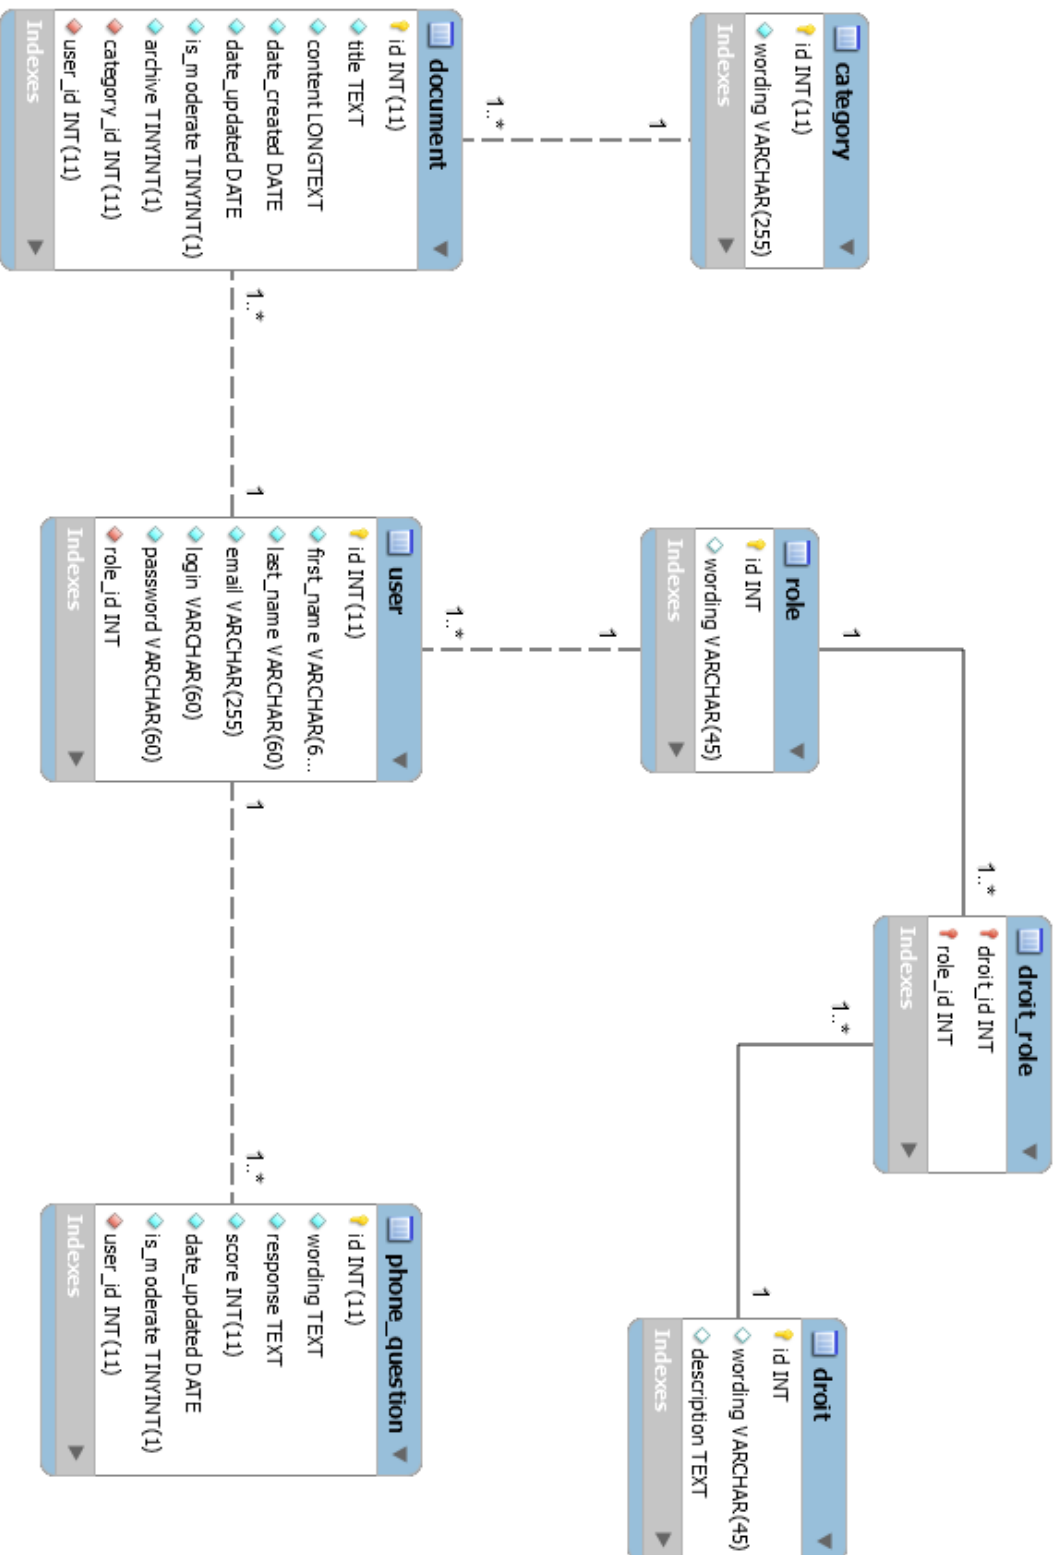 category
id INT(11)
wording VARCHAR(255)
Indexes
1
1..*
document
id INT(11)
title TEXT
content LONGTEXT
date_created DATE
date_updated DATE
is_moderate TINYINT(1)
archive TINYINT(1)
category_id INT(11)
user_id INT(11)
Indexes
1..*
1
role
id INT
wording VARCHAR(45)
Indexes
1
1
1..*
user
id INT(11)
first_name VARCHAR(6...
last_name VARCHAR(60)
email VARCHAR(255)
login VARCHAR(60)
password VARCHAR(60)
role_id INT
Indexes
1
1..*
droit_role
droit_id INT
role_id INT
Indexes
1..*
1..*
1
droit
id INT
wording VARCHAR(45)
description TEXT
Indexes
phone_question
id INT(11)
wording TEXT
response TEXT
score INT(11)
date_updated DATE
is_moderate TINYINT(1)
user_id INT(11)
Indexes